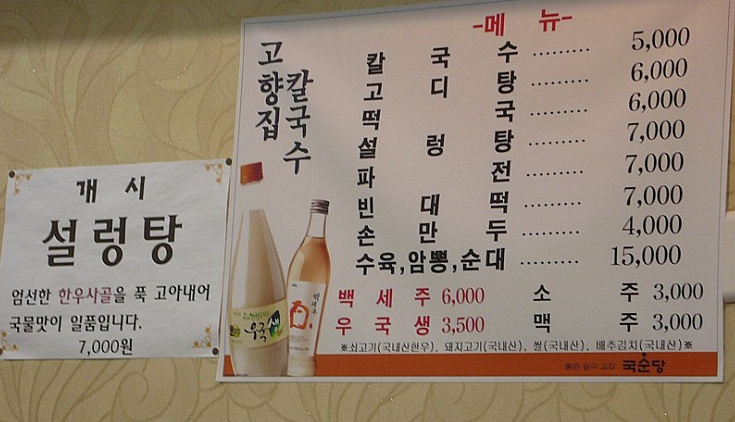 개 시
설렁탕
엄선한 한우사골을 푹 고아내어
국물맛이 일품입니다.
7,000원
고향집
칼국수
-메 뉴-
칼 국 수 ......... 5,000
고 디 탕 ......... 6,000
떡 국 ......... 6,000
설 렁 탕 ......... 7,000
파 전 ......... 7,000
빈 대 떡 ......... 7,000
손 만 두 ......... 4,000
수육,암뽕,순대 ......... 15,000
백 세 주 6,000 소 주 3,000
우 국 생 3,500 맥 주 3,000
※쇠고기(국내산한우), 돼지고기(국내산), 쌀(국내산), 배추김치(국내산)※
국순당
우국생
백세주